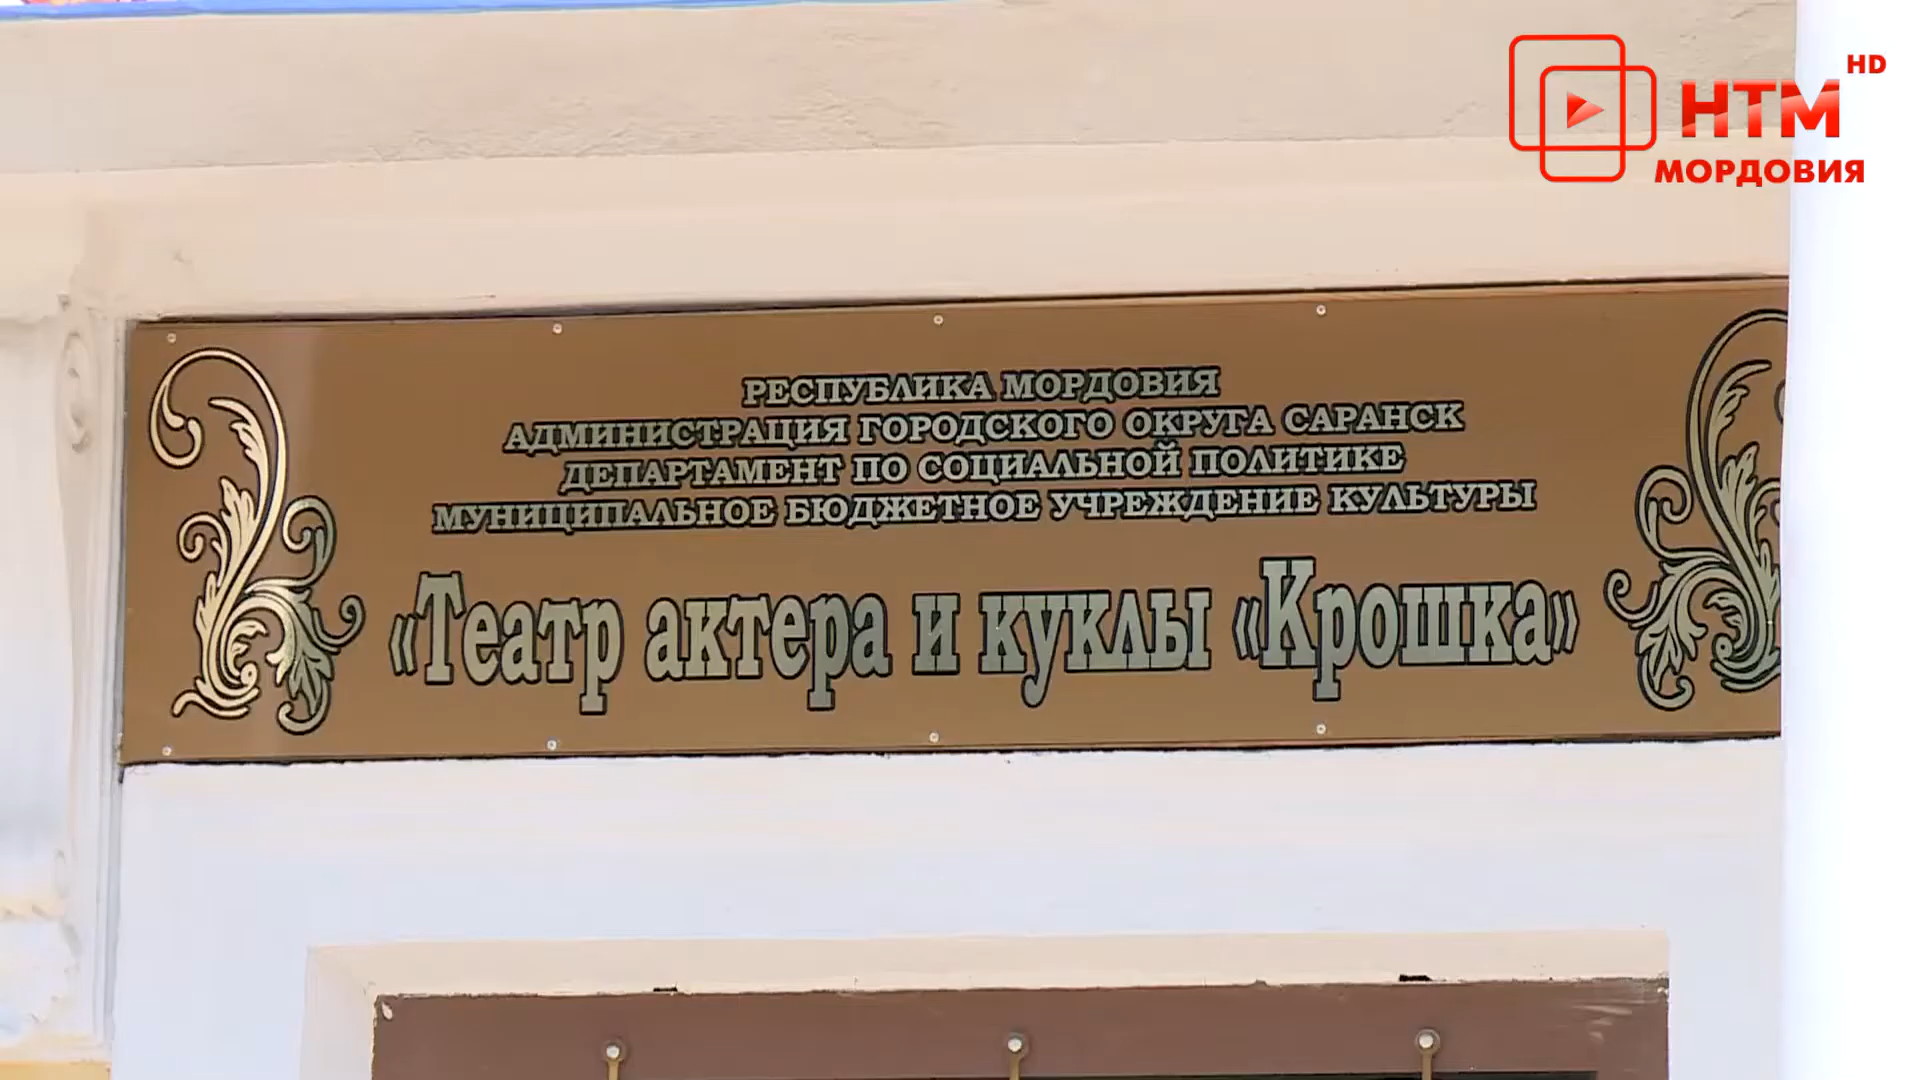 HD
НТМ
МОРДОВИЯ
РЕСПУБЛИКА МОРДОВИЯ
АДМИНИСТРАЦИЯ ГОРОДСКОГО ОКРУГА САРАНСК
ДЕПАРТАМЕНТ ПО СОЦИАЛЬНОЙ ПОЛИТИКЕ
МУНИЦИПАЛЬНОЕ БЮДЖЕТНОЕ УЧРЕЖДЕНИЕ КУЛЬТУРЫ
«Театр актера и куклы «Крошка»